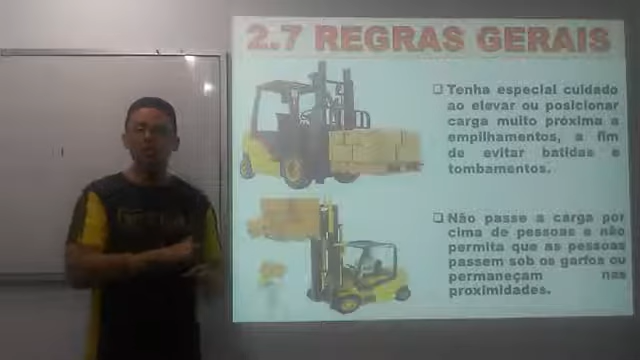 2.7 REGRAS GERAIS
❑ Tenha especial cuidado
ao elevar ou posicionar
carga muito próxima a
empilhamentos, a fim
de evitar batidas e
tombamentos.
❑ Não passe a carga por
cima de pessoas e não
permita que as pessoas
passem sob os garfos ou
permaneçam nas
proximidades.